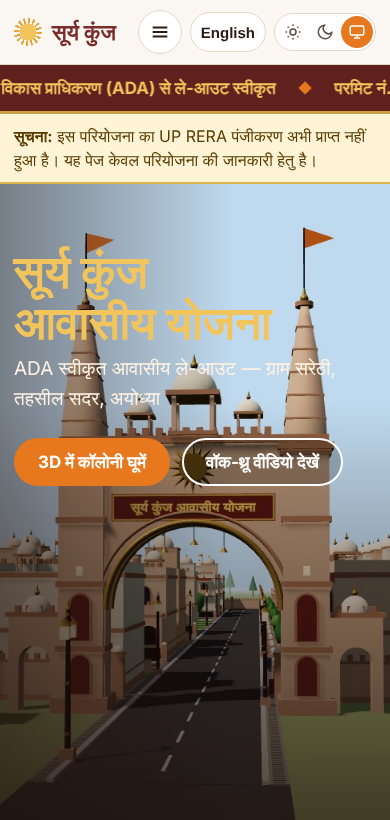 सूर्य कुंज
English
विकास प्राधिकरण (ADA) से ले-आउट स्वीकृत ◆ परमिट नं.
सूचना: इस परियोजना का UP RERA पंजीकरण अभी प्राप्त नहीं
हुआ है। यह पेज केवल परियोजना की जानकारी हेतु है।
सूर्य कुंज
आवासीय योजना
ADA स्वीकृत आवासीय ले-आउट — ग्राम सरेठी,
तहसील सदर, अयोध्या
3D में कॉलोनी घूमें
वॉक-थ्रू वीडियो देखें
सूर्य कुंज आवासीय योजना